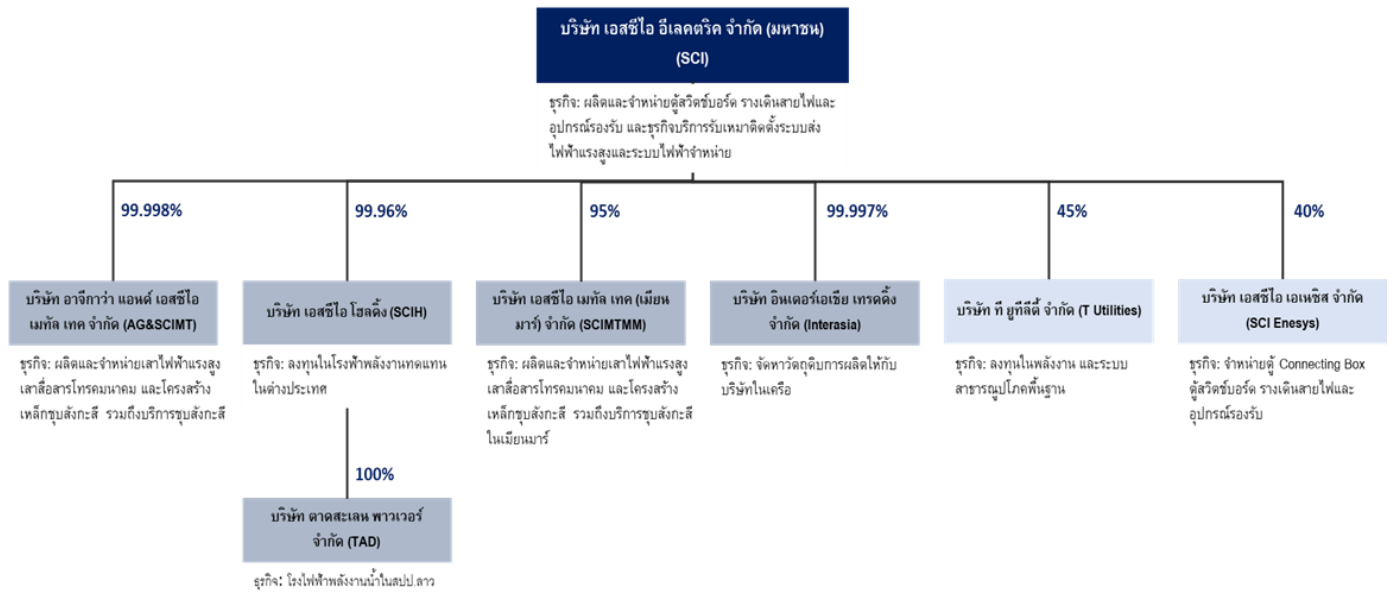 บริษัท เอสซีไอ อีเลคตริค จำกัด (มหาชน)
(SCI)
ธุรกิจ: ผลิตและจำหน่ายตู้สวิตช์บอร์ด รางเดินสายไฟและ
อุปกรณ์รองรับ และธุรกิจบริการรับเหมาติดตั้งระบบส่ง
ไฟฟ้าแรงสูงและระบบไฟฟ้าจำหน่าย
99.998%
99.96%
95%
99.997%
45%
40%
บริษัท อาจีกาว่า แอนด์ เอสซีไอ
เมทัล เทค จำกัด (AG&SCIMT)
ธุรกิจ: ผลิตและจำหน่ายเสาไฟฟ้าแรงสูง
เสาสื่อสารโทรคมนาคม และโครงสร้าง
เหล็กชุบสังกะสี รวมถึงบริการชุบสังกะสี
บริษัท เอสซีไอ โฮลดิ้ง (SCIH)
ธุรกิจ: ลงทุนในโรงฟ้าพลังงานทดแทน
ในต่างประเทศ
บริษัท เอสซีไอ เมทัล เทค (เมียน
มาร์) จำกัด (SCIMTMM)
ธุรกิจ: ผลิตและจำหน่ายเสาไฟฟ้าแรงสูง
เสาสื่อสารโทรคมนาคม และโครงสร้าง
เหล็กชุบสังกะสี รวมถึงบริการชุบสังกะสี
ในเมียนมาร์
บริษัท อินเตอร์เอเชีย เทรดดิ้ง
จำกัด (Interasia)
ธุรกิจ: จัดหาวัตถุดิบการผลิตให้กับ
บริษัทในเครือ
บริษัท ที ยูทีลีตี้ จำกัด (T Utilities)
ธุรกิจ: ลงทุนในพลังงาน และระบบ
สาธารณูปโภคพื้นฐาน
บริษัท เอสซีไอ เอเนซิส จำกัด
(SCI Enesys)
ธุรกิจ: จำหน่ายตู้ Connecting Box
ตู้สวิตช์บอร์ด รางเดินสายไฟและ
อุปกรณ์รองรับ
100%
บริษัท ตาดสะเลน พาวเวอร์
จำกัด (TAD)
ธุรกิจ: โรงไฟฟ้าพลังงานน้ำในสปป.ลาว